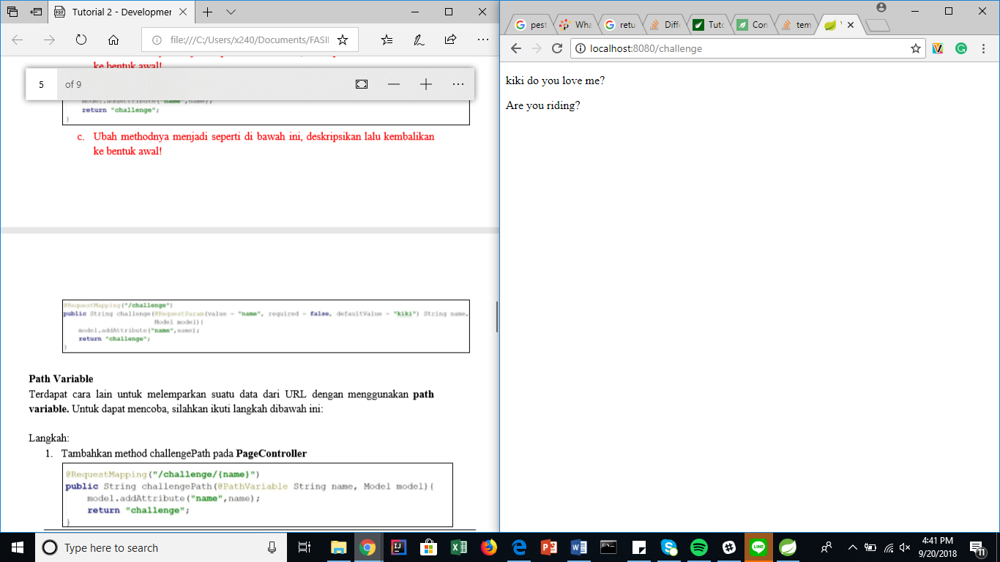 Tutorial 2 - Developmer
file:///C:/Users/x240/Documents/FASII
ke bentuk awal!
5 of 9
model.addAttribute("name",name);
return "challenge";
}
c. Ubah methodnya menjadi seperti di bawah ini, deskripsikan lalu kembalikan
ke bentuk awal!
@RequestMapping("/challenge")
public String challenge(@RequestParam(value = "name", required = false, defaultValue = "kiki") String name,
Model model){
model.addAttribute("name",name);
return "challenge";
}
Path Variable
Terdapat cara lain untuk melemparkan suatu data dari URL dengan menggunakan path
variable. Untuk dapat mencoba, silahkan ikuti langkah dibawah ini:
Langkah:
1. Tambahkan method challengePath pada PageController
@RequestMapping("/challenge/{name}")
public String challengePath(@PathVariable String name, Model model){
model.addAttribute("name",name);
return "challenge";
}
pest
Wha
retu
Diff
Tuto
Con
tem
localhost:8080/challenge
kiki do you love me?
Are you riding?
Type here to search
4:41 PM
9/20/2018
11